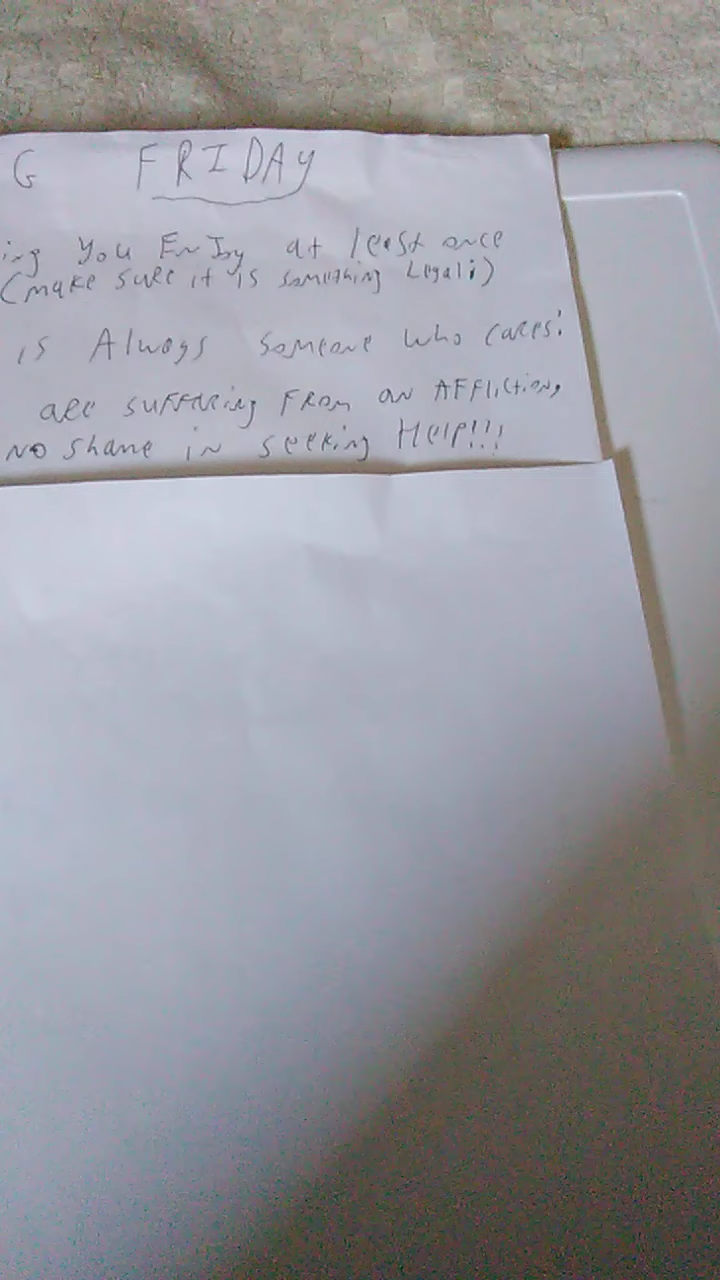 G FRIDAY
ing You EnJoy at least once
(make sure it is something Legal;)
is Always someone who cares!
are suffering From an AFFliction,
NO shame in seeking Help!!!